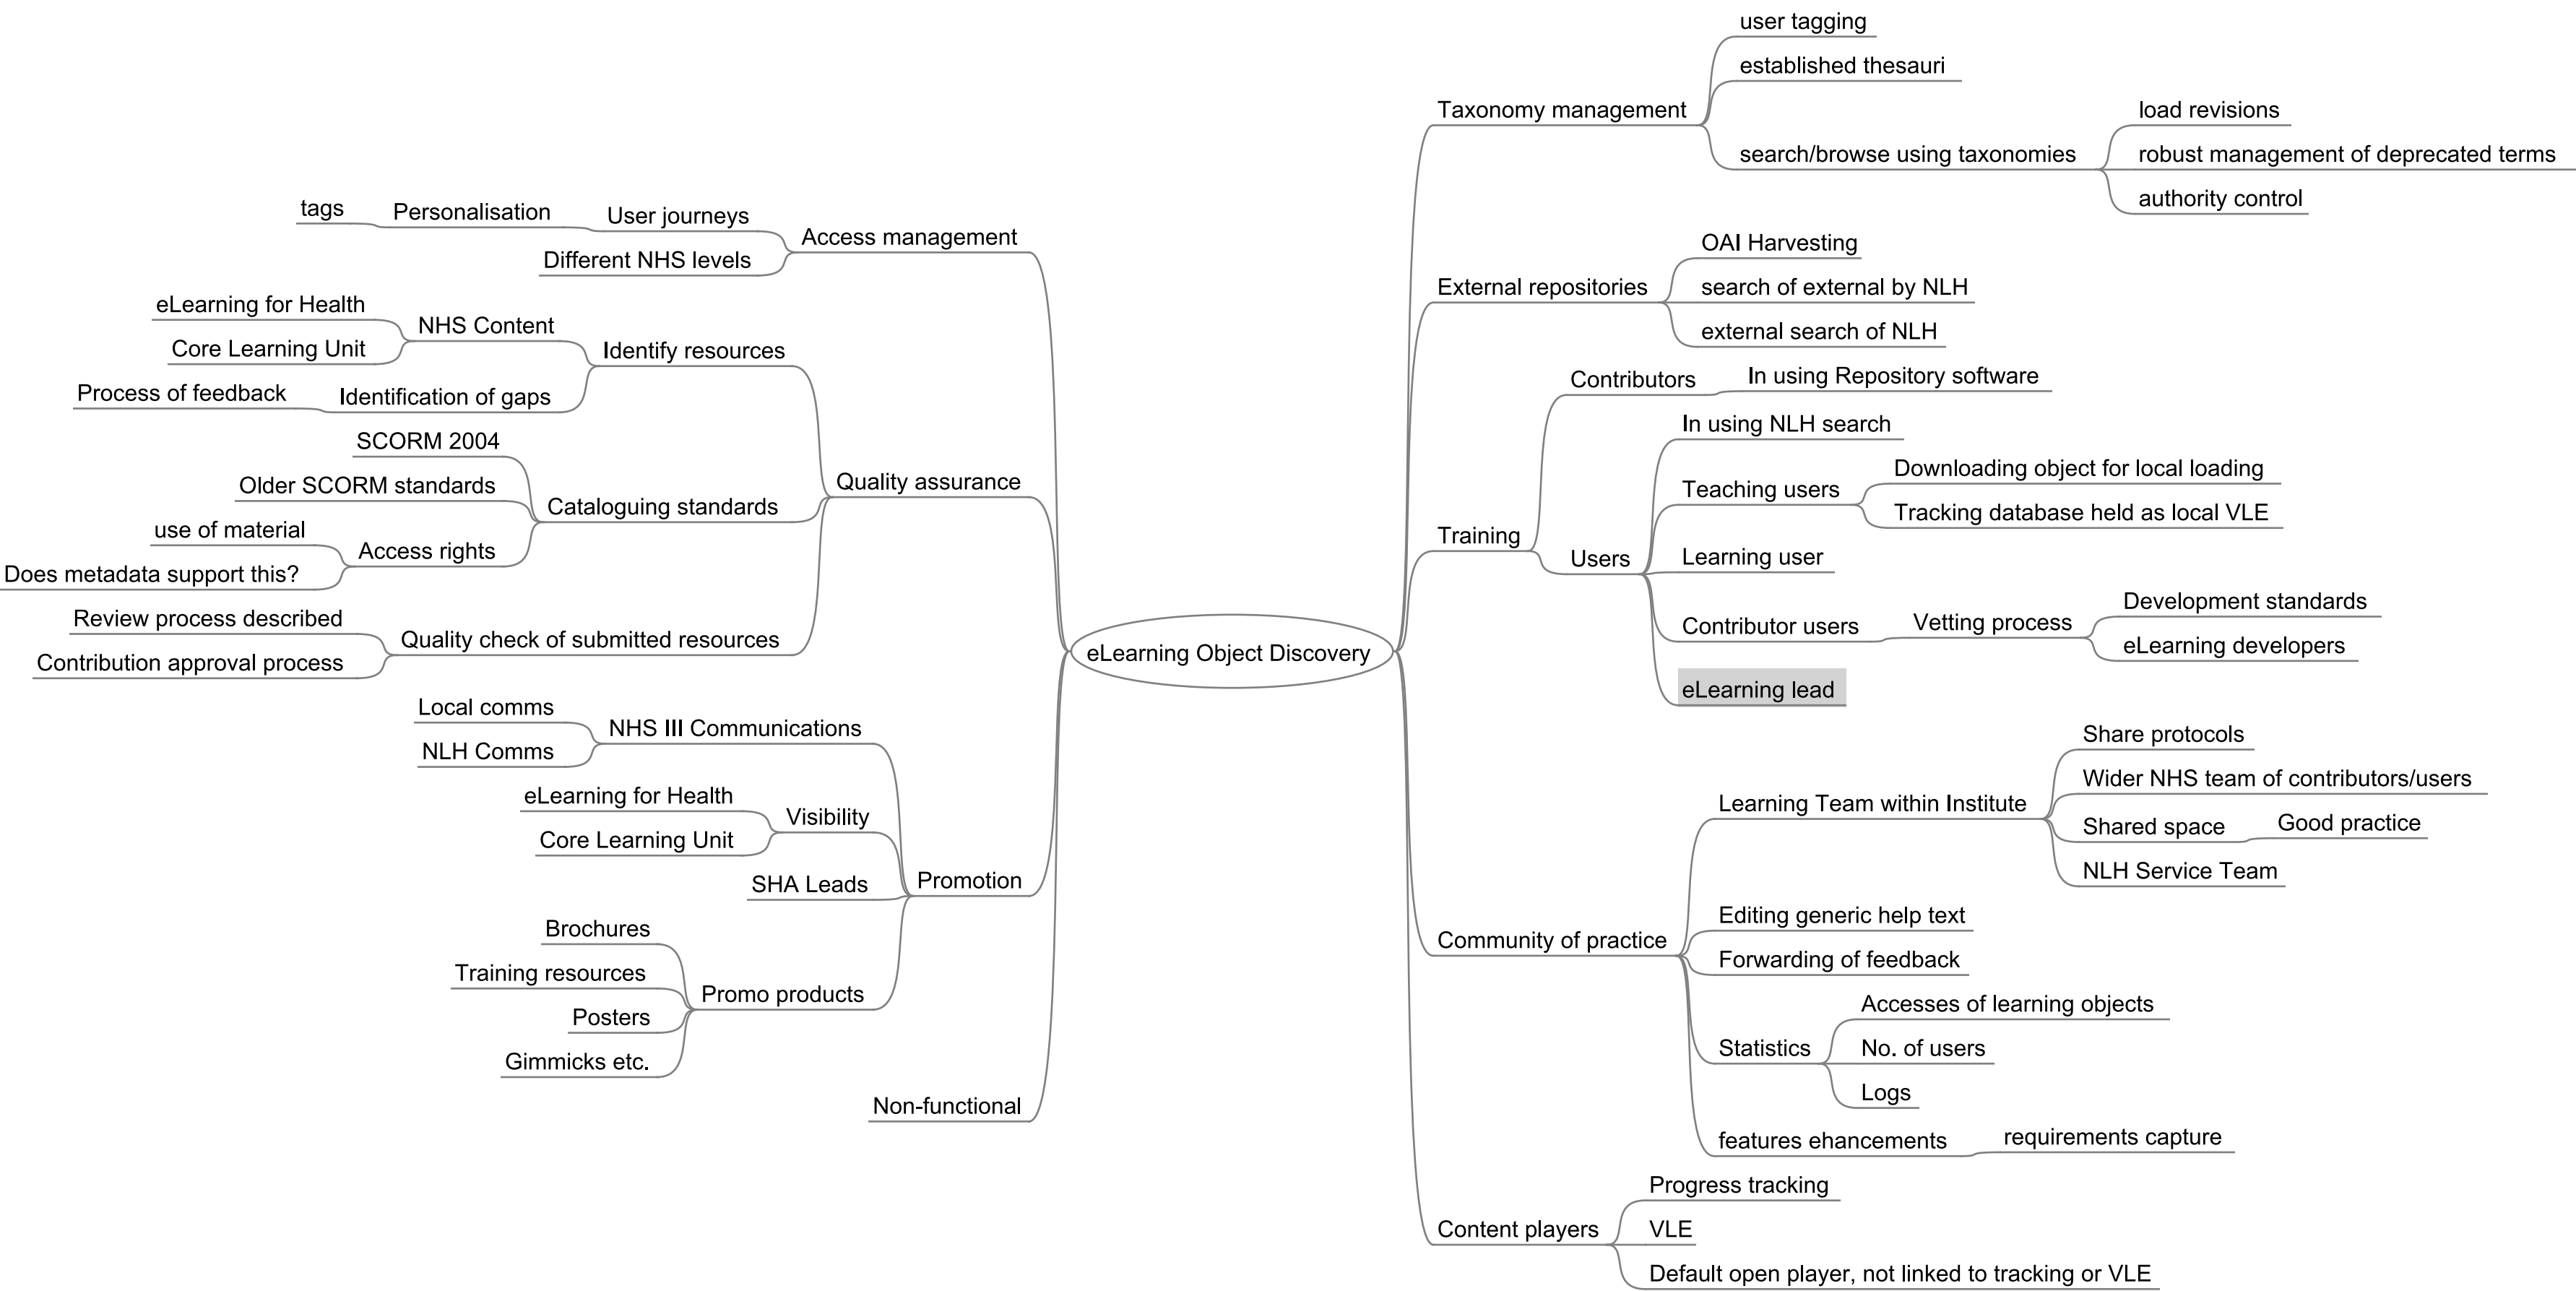 eLearning Object Discovery
Taxonomy management
user tagging
established thesauri
search/browse using taxonomies
load revisions
robust management of deprecated terms
authority control
External repositories
OAI Harvesting
search of external by NLH
external search of NLH
Training
Contributors
In using Repository software
Users
In using NLH search
Teaching users
Downloading object for local loading
Tracking database held as local VLE
Learning user
Contributor users
Vetting process
Development standards
eLearning developers
eLearning lead
Community of practice
Learning Team within Institute
Share protocols
Wider NHS team of contributors/users
Shared space
Good practice
NLH Service Team
Editing generic help text
Forwarding of feedback
Statistics
Accesses of learning objects
No. of users
Logs
features ehancements
requirements capture
Content players
Progress tracking
VLE
Default open player, not linked to tracking or VLE
Access management
User journeys
Personalisation
tags
Different NHS levels
Quality assurance
Identify resources
NHS Content
eLearning for Health
Core Learning Unit
Identification of gaps
Process of feedback
Cataloguing standards
SCORM 2004
Older SCORM standards
Access rights
use of material
Does metadata support this?
Quality check of submitted resources
Review process described
Contribution approval process
Promotion
NHS III Communications
Local comms
NLH Comms
Visibility
eLearning for Health
Core Learning Unit
SHA Leads
Promo products
Brochures
Training resources
Posters
Gimmicks etc.
Non-functional